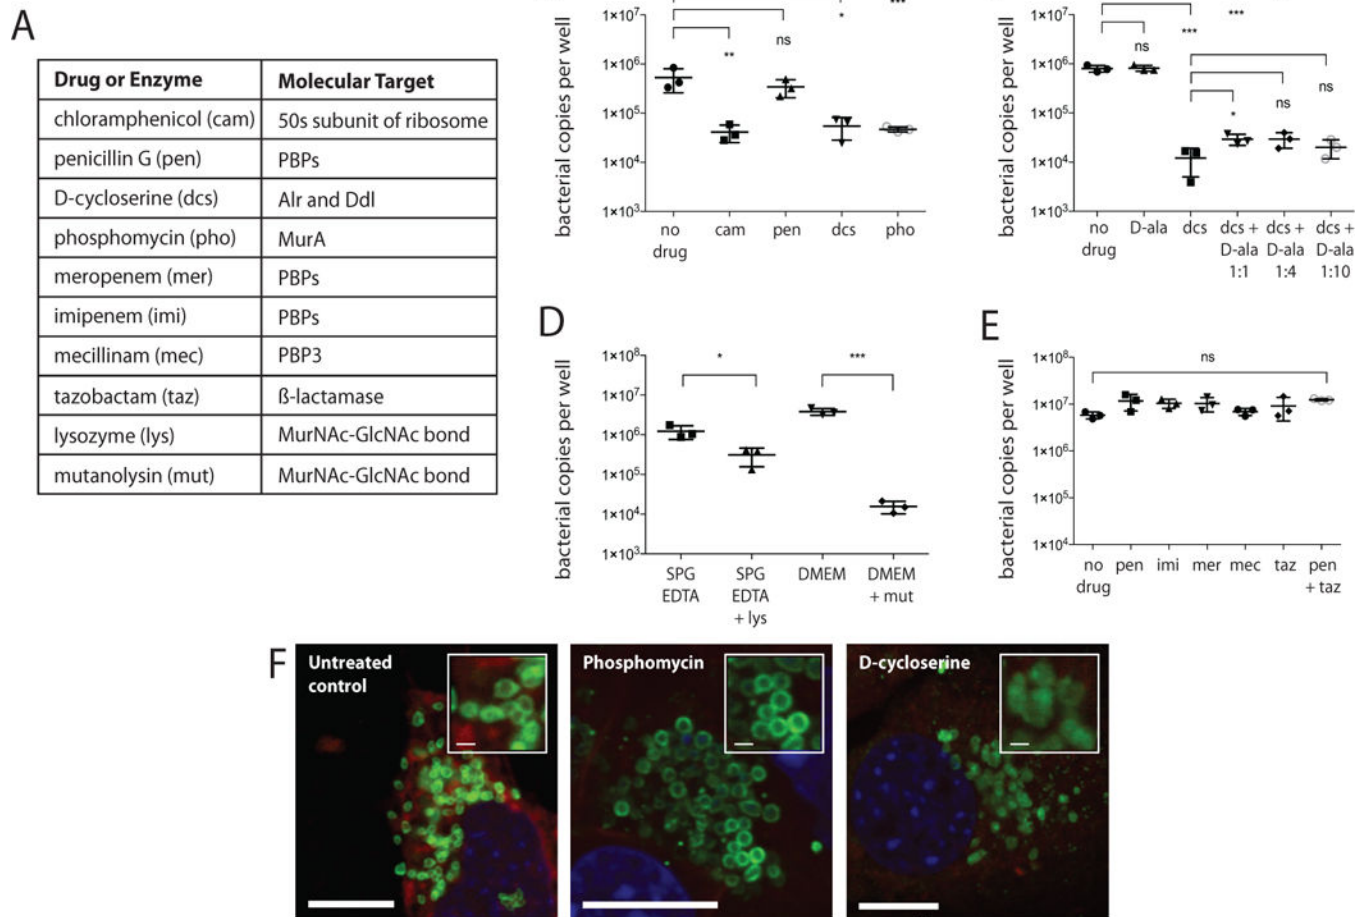 A
Drug or Enzyme Molecular Target
chloramphenicol (cam) 50s subunit of ribosome
penicillin G (pen) PBPs
D-cycloserine (dcs) Alr and Ddl
phosphomycin (pho) MurA
meropenem (mer) PBPs
imipenem (imi) PBPs
mecillinam (mec) PBP3
tazobactam (taz) ß-lactamase
lysozyme (lys) MurNAc-GlcNAc bond
mutanolysin (mut) MurNAc-GlcNAc bond
bacterial copies per well
1×10⁷
1×10⁶
1×10⁵
1×10⁴
1×10³
**
ns
*
***
no drug
cam
pen
dcs
pho
bacterial copies per well
1×10⁷
1×10⁶
1×10⁵
1×10⁴
1×10³
ns
***
***
*
ns
ns
no drug
D-ala
dcs
dcs + D-ala 1:1
dcs + D-ala 1:4
dcs + D-ala 1:10
D
bacterial copies per well
1×10⁸
1×10⁷
1×10⁶
1×10⁵
1×10⁴
1×10³
*
***
SPG EDTA
SPG EDTA + lys
DMEM
DMEM + mut
E
bacterial copies per well
1×10⁸
1×10⁷
1×10⁶
1×10⁵
1×10⁴
ns
no drug
pen
imi
mer
mec
taz
pen + taz
F
Untreated
control
Phosphomycin
D-cycloserine